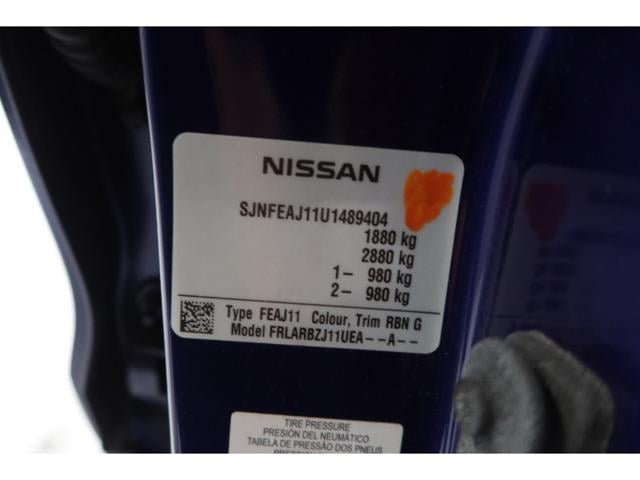 NISSAN
SJNFEAJ11U1489404
1880 kg
2880 kg
1- 980 kg
2- 980 kg
Type FEAJ11 Colour, Trim RBN G
Model FRLARBZJ11UEA--A--
TIRE PRESSURE
PRESIÓN DEL NEUMÁTICO
TABELA DE PRESSÃO DOS PNEUS